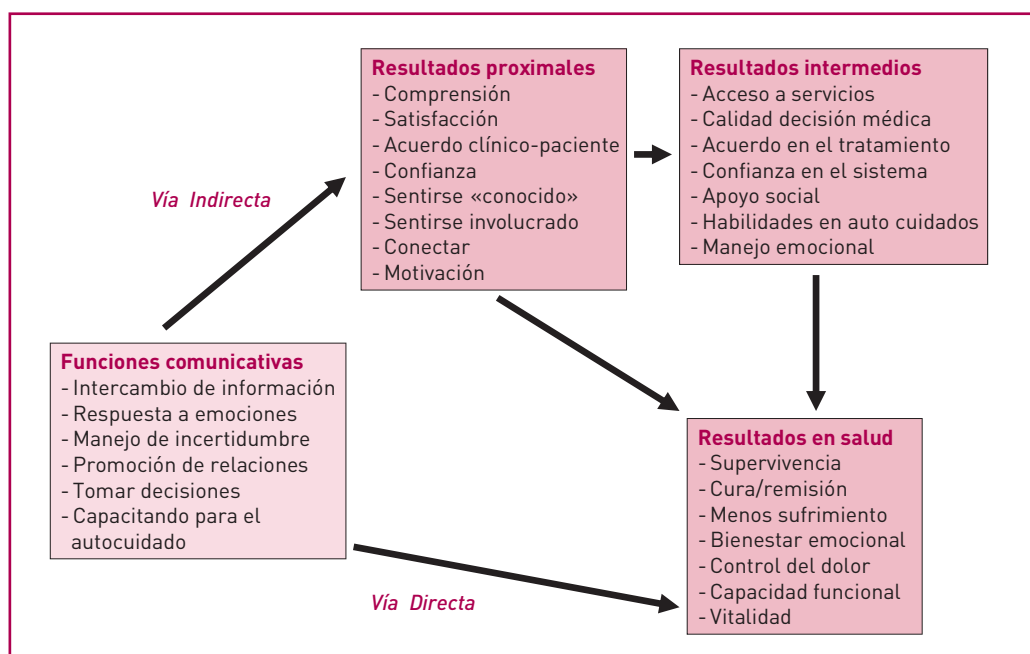 Resultados proximales
- Comprensión
- Satisfacción
- Acuerdo clínico-paciente
- Confianza
- Sentirse «conocido»
- Sentirse involucrado
- Conectar
- Motivación
Resultados intermedios
- Acceso a servicios
- Calidad decisión médica
- Acuerdo en el tratamiento
- Confianza en el sistema
- Apoyo social
- Habilidades en auto cuidados
- Manejo emocional
Vía Indirecta
Funciones comunicativas
- Intercambio de información
- Respuesta a emociones
- Manejo de incertidumbre
- Promoción de relaciones
- Tomar decisiones
- Capacitando para el
autocuidado
Vía Directa
Resultados en salud
- Supervivencia
- Cura/remisión
- Menos sufrimiento
- Bienestar emocional
- Control del dolor
- Capacidad funcional
- Vitalidad